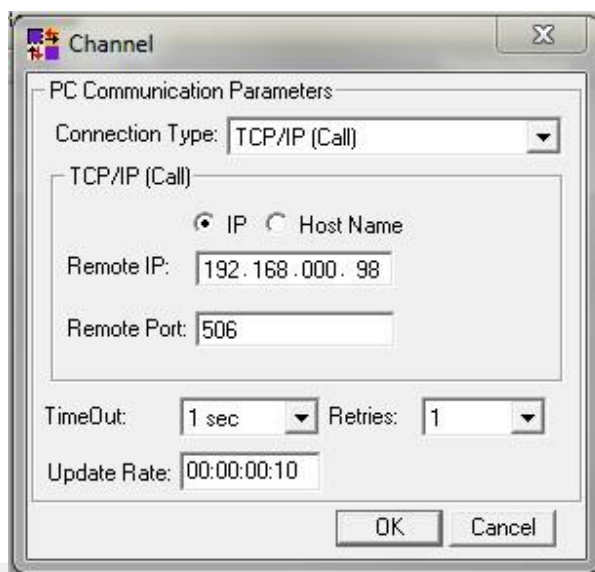 Channel
PC Communication Parameters
Connection Type: TCP/IP (Call)
TCP/IP (Call)
IP Host Name
Remote IP: 192.168.000. 98
Remote Port: 506
TimeOut: 1 sec Retries: 1
Update Rate: 00:00:00:10
OK Cancel